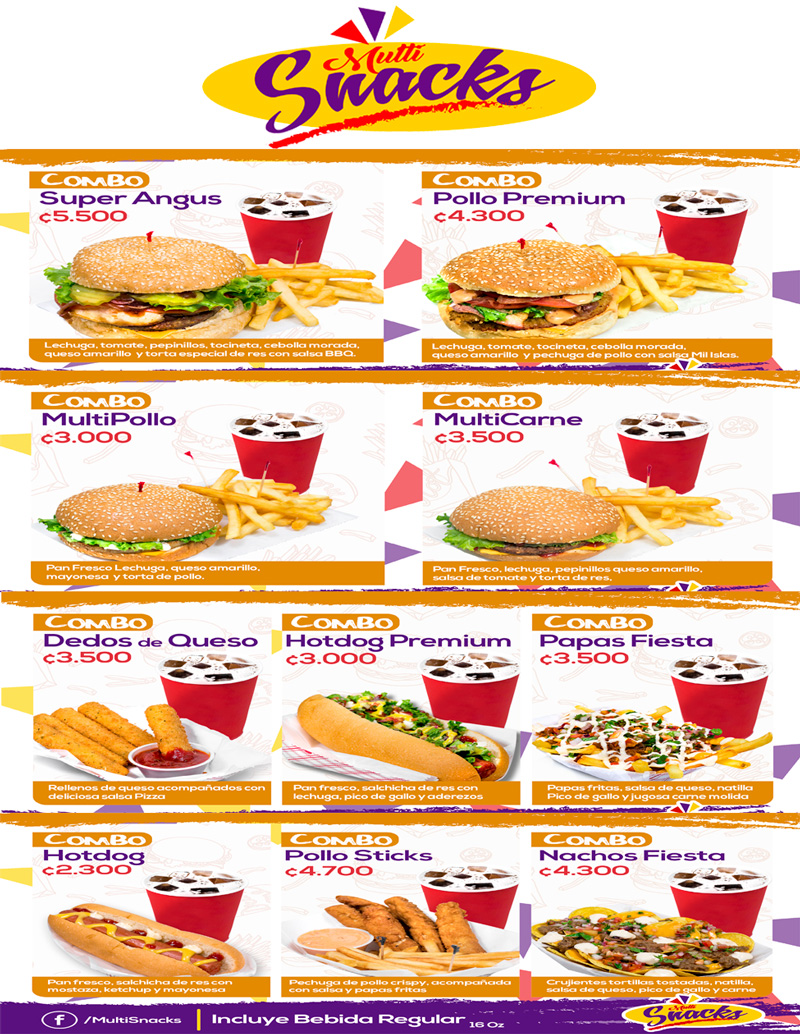 Multi
Snacks
COMBO
Super Angus
¢5.500
Lechuga, tomate, pepinillos, tocineta, cebolla morada,
queso amarillo y torta especial de res con salsa BBQ.
COMBO
Pollo Premium
¢4.300
Lechuga, tomate, tocineta, cebolla morada,
queso amarillo y pechuga de pollo con salsa Mil Islas.
COMBO
MultiPollo
¢3.000
Pan Fresco Lechuga, queso amarillo,
mayonesa y torta de pollo.
COMBO
MultiCarne
¢3.500
Pan Fresco, lechuga, pepinillos queso amarillo,
salsa de tomate y torta de res,
COMBO
Dedos de Queso
¢3.500
Rellenos de queso acompañados con
deliciosa salsa Pizza
COMBO
Hotdog Premium
¢3.000
Pan fresco, salchicha de res con
lechuga, pico de gallo y aderezos
COMBO
Papas Fiesta
¢3.500
Papas fritas, salsa de queso, natilla
Pico de gallo y jugosa carne molida
COMBO
Hotdog
¢2.300
Pan fresco, salchicha de res con
mostaza, ketchup y mayonesa
COMBO
Pollo Sticks
¢4.700
Pechuga de pollo crispy, acompañada
con salsa y papas fritas
COMBO
Nachos Fiesta
¢4.300
Crujientes tortillas tostadas, natilla,
salsa de queso, pico de gallo y carne
f /MultiSnacks | Incluye Bebida Regular 16 Oz
Multi
Snacks